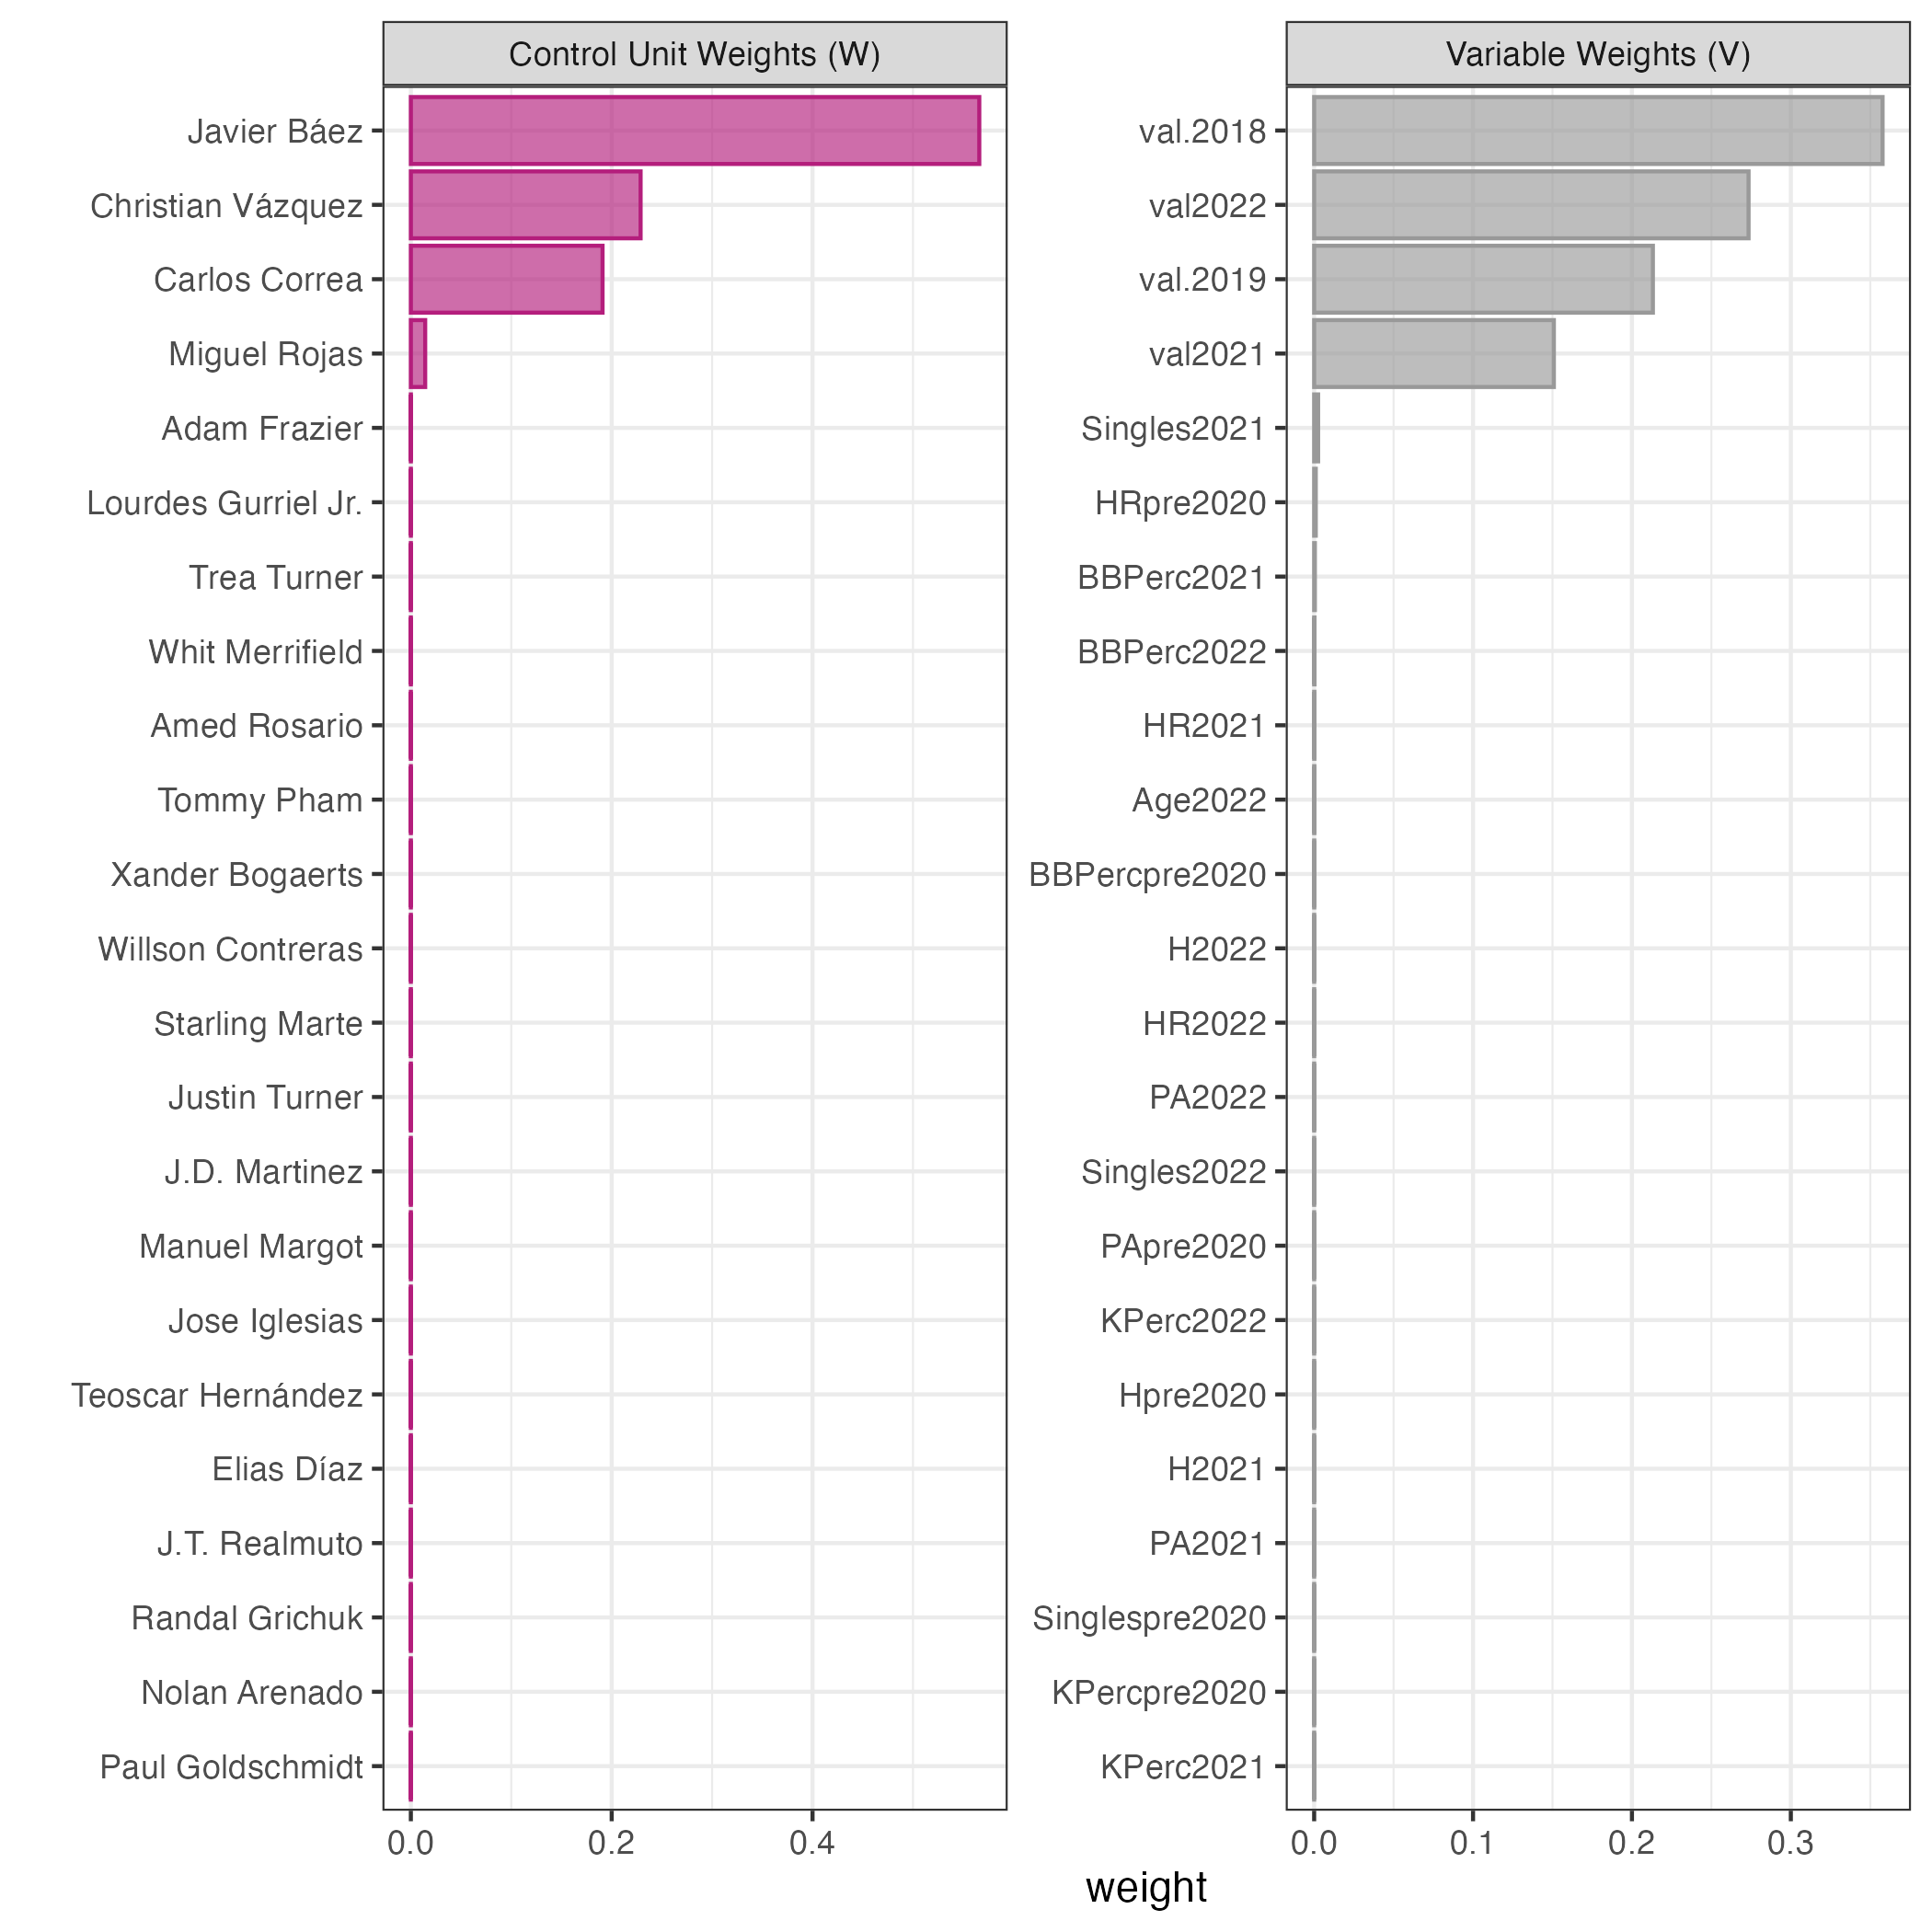 Control Unit Weights (W)
Javier Báez
Christian Vázquez
Carlos Correa
Miguel Rojas
Adam Frazier
Lourdes Gurriel Jr.
Trea Turner
Whit Merrifield
Amed Rosario
Tommy Pham
Xander Bogaerts
Willson Contreras
Starling Marte
Justin Turner
J.D. Martinez
Manuel Margot
Jose Iglesias
Teoscar Hernández
Elias Díaz
J.T. Realmuto
Randal Grichuk
Nolan Arenado
Paul Goldschmidt
0.0 0.2 0.4
Variable Weights (V)
val.2018
val2022
val.2019
val2021
Singles2021
HRpre2020
BBPerc2021
BBPerc2022
HR2021
Age2022
BBPercpre2020
H2022
HR2022
PA2022
Singles2022
PApre2020
KPerc2022
Hpre2020
H2021
PA2021
Singlespre2020
KPercpre2020
KPerc2021
0.0 0.1 0.2 0.3
weight